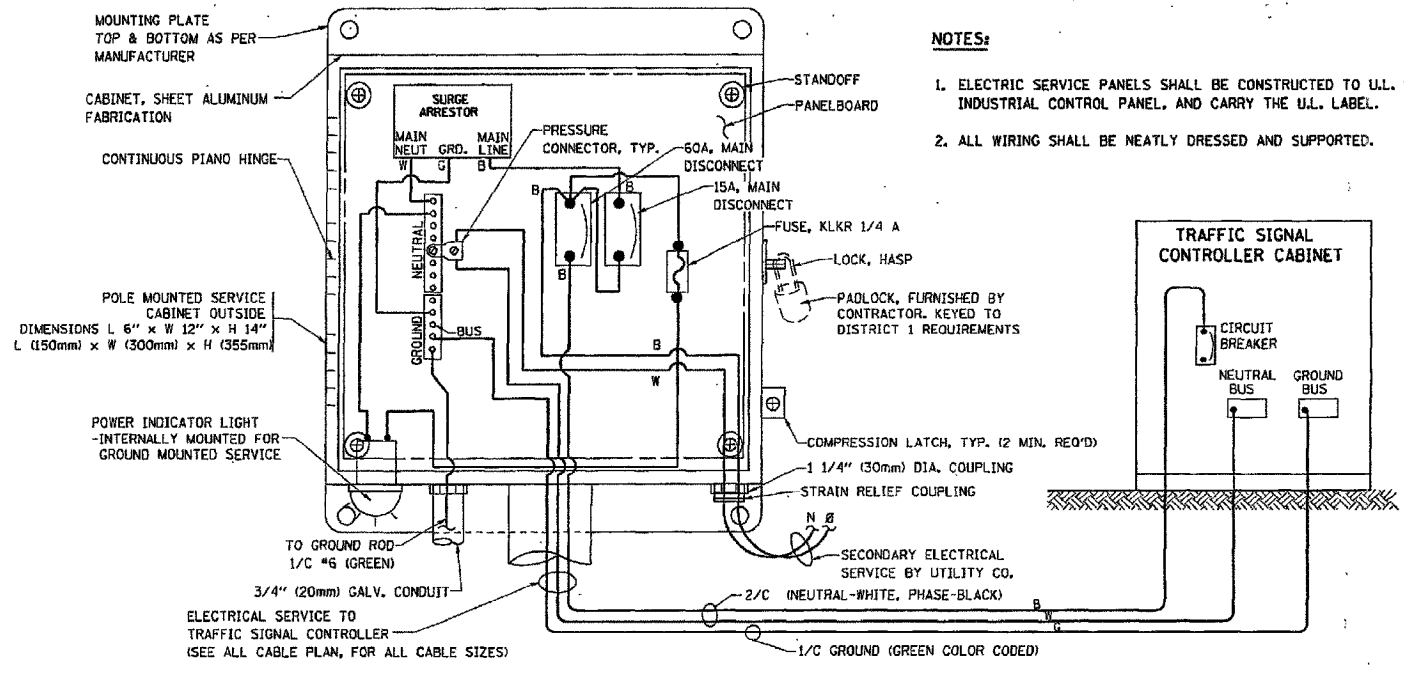 MOUNTING PLATE
TOP & BOTTOM AS PER
MANUFACTURER
CABINET, SHEET ALUMINUM
FABRICATION
CONTINUOUS PIANO HINGE
POLE MOUNTED SERVICE
CABINET OUTSIDE
DIMENSIONS L 6" x W 12" x H 14"
L (150mm) x W (300mm) x H (355mm)
POWER INDICATOR LIGHT
-INTERNALLY MOUNTED FOR
GROUND MOUNTED SERVICE
TO GROUND ROD
1/C #6 (GREEN)
3/4" (20mm) GALV. CONDUIT
ELECTRICAL SERVICE TO
TRAFFIC SIGNAL CONTROLLER
(SEE ALL CABLE PLAN, FOR ALL CABLE SIZES)
SURGE
ARRESTOR
MAIN NEUT
GRD.
MAIN LINE
W
G
B
PRESSURE
CONNECTOR, TYP.
NEUTRAL
GROUND
BUS
B
B
B
B
W
STANDOFF
PANELBOARD
60A, MAIN
DISCONNECT
15A, MAIN
DISCONNECT
FUSE, KLKR 1/4 A
LOCK, HASP
PADLOCK, FURNISHED BY
CONTRACTOR. KEYED TO
DISTRICT 1 REQUIREMENTS
COMPRESSION LATCH, TYP. (2 MIN. REQ'D)
1 1/4" (30mm) DIA. COUPLING
STRAIN RELIEF COUPLING
N Ø
SECONDARY ELECTRICAL
SERVICE BY UTILITY CO.
2/C (NEUTRAL-WHITE, PHASE-BLACK)
B
W
G
1/C GROUND (GREEN COLOR CODED)
NOTES:
1. ELECTRIC SERVICE PANELS SHALL BE CONSTRUCTED TO U.L.
INDUSTRIAL CONTROL PANEL, AND CARRY THE U.L. LABEL.
2. ALL WIRING SHALL BE NEATLY DRESSED AND SUPPORTED.
TRAFFIC SIGNAL
CONTROLLER CABINET
CIRCUIT
BREAKER
NEUTRAL
BUS
GROUND
BUS